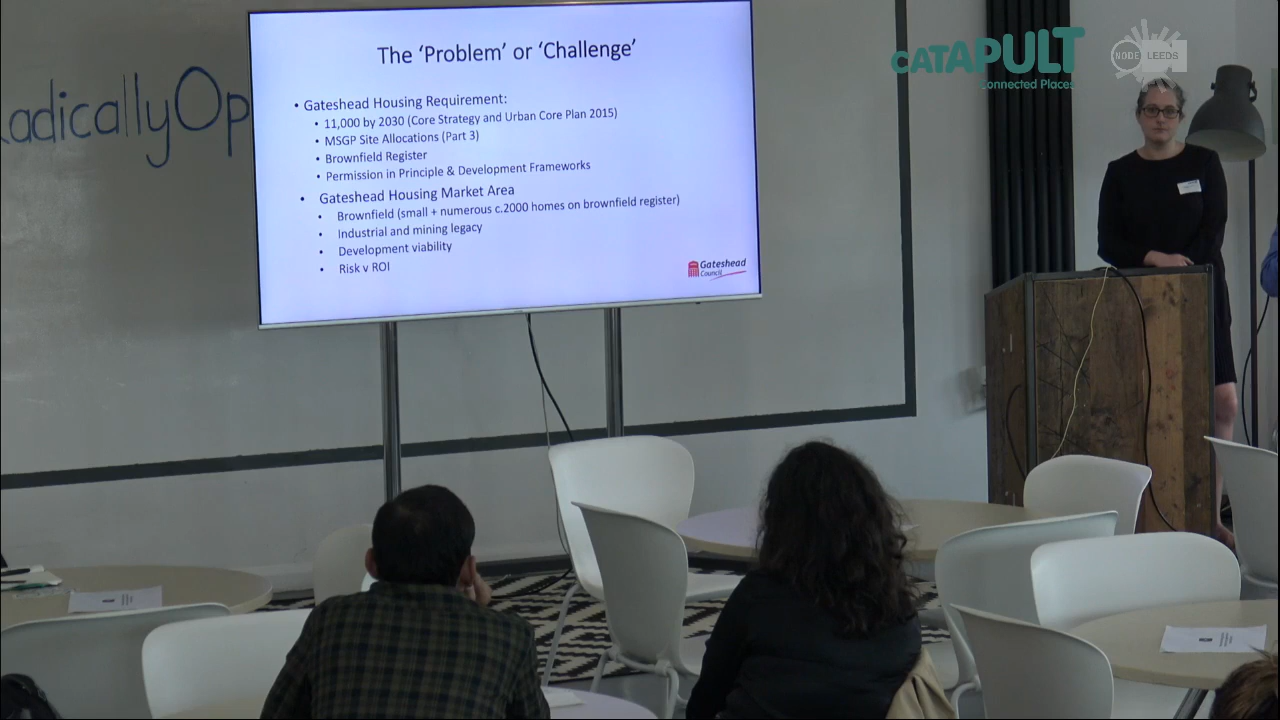 The 'Problem' or 'Challenge'
• Gateshead Housing Requirement:
• 11,000 by 2030 (Core Strategy and Urban Core Plan 2015)
• MSGP Site Allocations (Part 3)
• Brownfield Register
• Permission in Principle & Development Frameworks
• Gateshead Housing Market Area
• Brownfield (small + numerous c.2000 homes on brownfield register)
• Industrial and mining legacy
• Development viability
• Risk v ROI
Gateshead
Council
adicallyOp
CATAPULT
Connected Places
NODE LEEDS